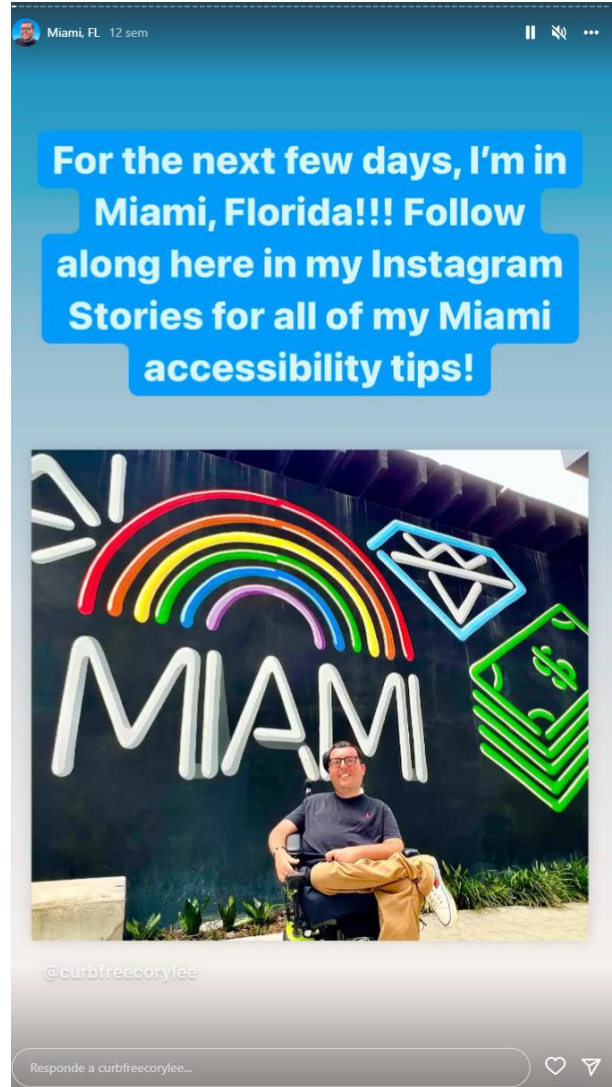 Miami, FL 12 sem
For the next few days, I'm in
Miami, Florida!!! Follow
along here in my Instagram
Stories for all of my Miami
accessibility tips!
$
MIAMI
@curbfreecorylee
Responde a curbfreecorylee...